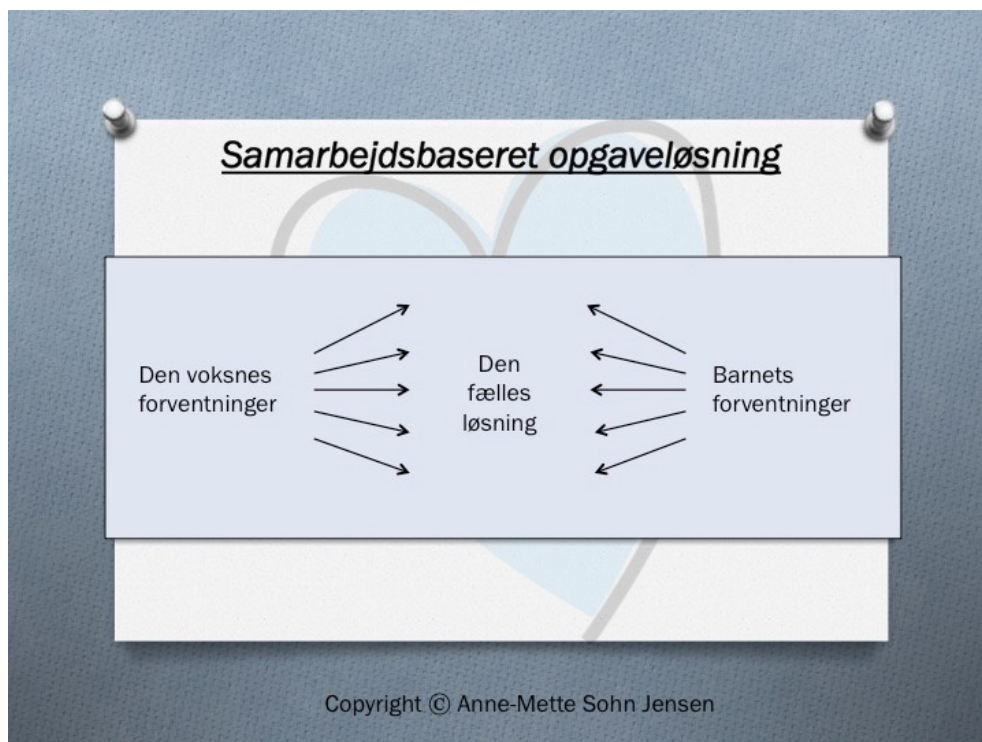 Samarbejdsbaseret opgaveløsning
Den voksnes
forventninger
Den
fælles
løsning
Barnets
forventninger
Copyright © Anne-Mette Sohn Jensen